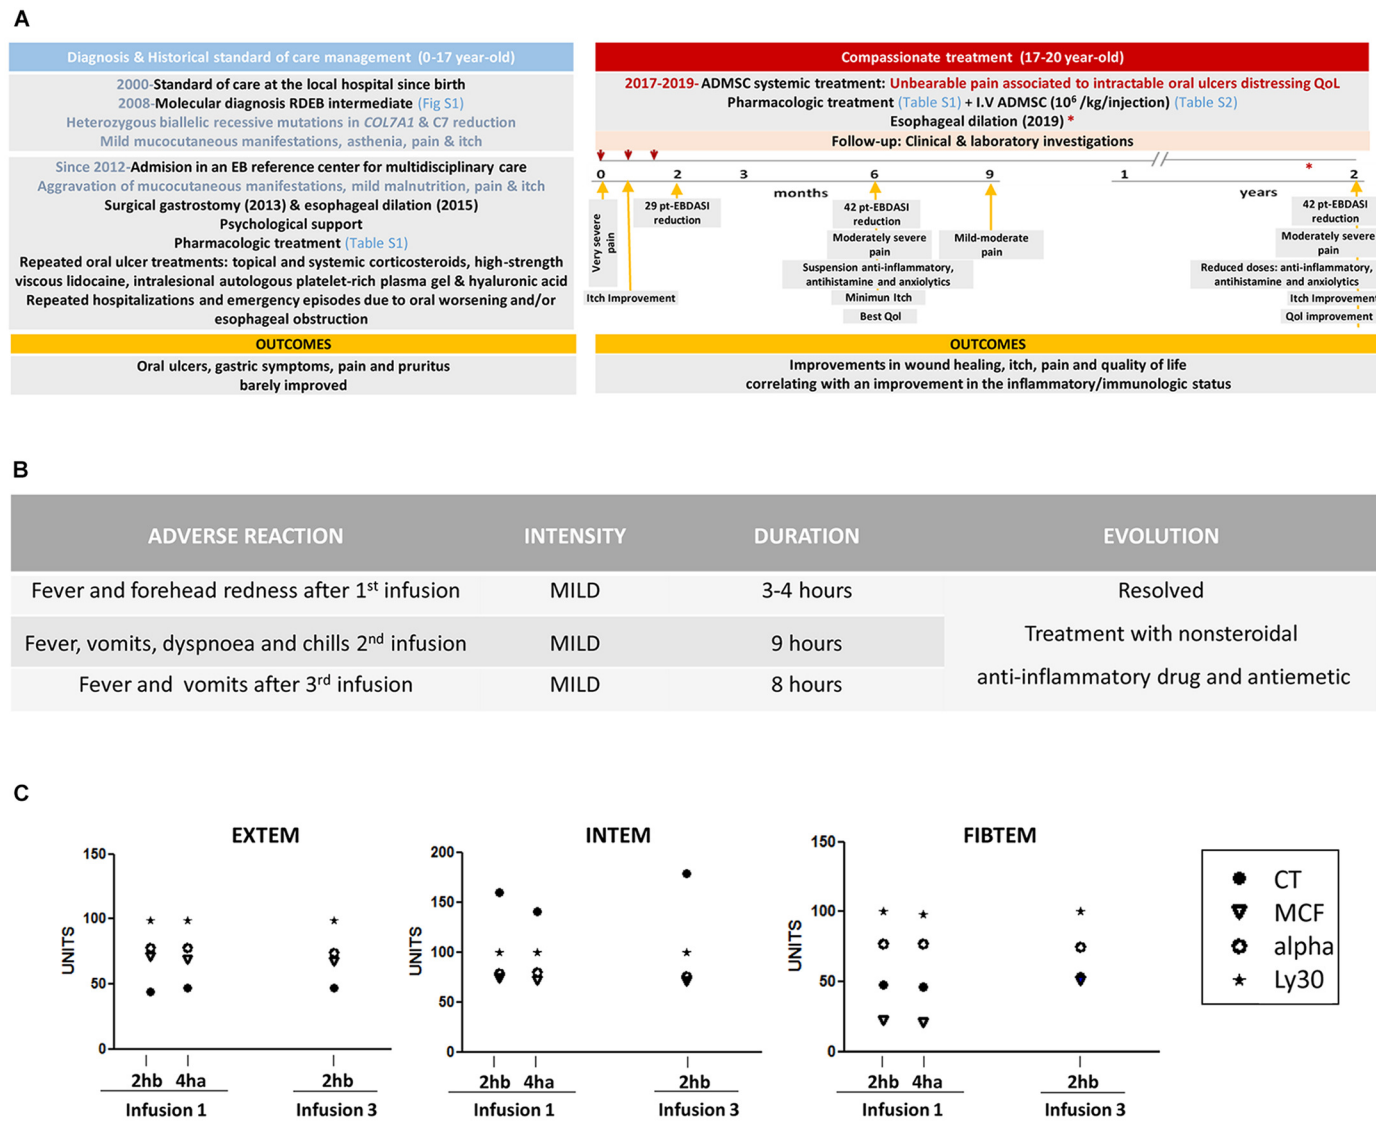 A
Diagnosis & Historical standard of care management (0-17 year-old)
2000-Standard of care at the local hospital since birth
2008-Molecular diagnosis RDEB intermediate (Fig S1)
Heterozygous biallelic recessive mutations in COL7A1 & C7 reduction
Mild mucocutaneous manifestations, asthenia, pain & itch
Since 2012-Admision in an EB reference center for multidisciplinary care
Aggravation of mucocutaneous manifestations, mild malnutrition, pain & itch
Surgical gastrostomy (2013) & esophageal dilation (2015)
Psychological support
Pharmacologic treatment (Table S1)
Repeated oral ulcer treatments: topical and systemic corticosteroids, high-strength
viscous lidocaine, intralesional autologous platelet-rich plasma gel & hyaluronic acid
Repeated hospitalizations and emergency episodes due to oral worsening and/or
esophageal obstruction
OUTCOMES
Oral ulcers, gastric symptoms, pain and pruritus
barely improved
Compassionate treatment (17-20 year-old)
2017-2019- ADMSC systemic treatment: Unbearable pain associated to intractable oral ulcers distressing QoL
Pharmacologic treatment (Table S1) + I.V ADMSC (10⁶ /kg/injection) (Table S2)
Esophageal dilation (2019) *
Follow-up: Clinical & laboratory investigations
*
0 2 3 6 9 1 2
months years
Very severe
pain
Itch Improvement
29 pt-EBDASI
reduction
42 pt-EBDASI
reduction
Moderately severe
pain
Suspension anti-inflammatory,
antihistamine and anxiolytics
Minimun Itch
Best Qol
Mild-moderate
pain
42 pt-EBDASI
reduction
Moderately severe
pain
Reduced doses: anti-inflammatory,
antihistamine and anxiolytics
Itch Improvement
Qol improvement
OUTCOMES
Improvements in wound healing, itch, pain and quality of life
correlating with an improvement in the inflammatory/immunologic status
B
ADVERSE REACTION INTENSITY DURATION EVOLUTION
Fever and forehead redness after 1st infusion MILD 3-4 hours Resolved
Fever, vomits, dyspnoea and chills 2nd infusion MILD 9 hours Treatment with nonsteroidal
Fever and vomits after 3rd infusion MILD 8 hours anti-inflammatory drug and antiemetic
C
EXTEM
UNITS
150
100
50
0
2hb 4ha 2hb
Infusion 1 Infusion 3
INTEM
UNITS
200
150
100
50
0
2hb 4ha 2hb
Infusion 1 Infusion 3
FIBTEM
UNITS
150
100
50
0
2hb 4ha 2hb
Infusion 1 Infusion 3
CT
MCF
alpha
Ly30